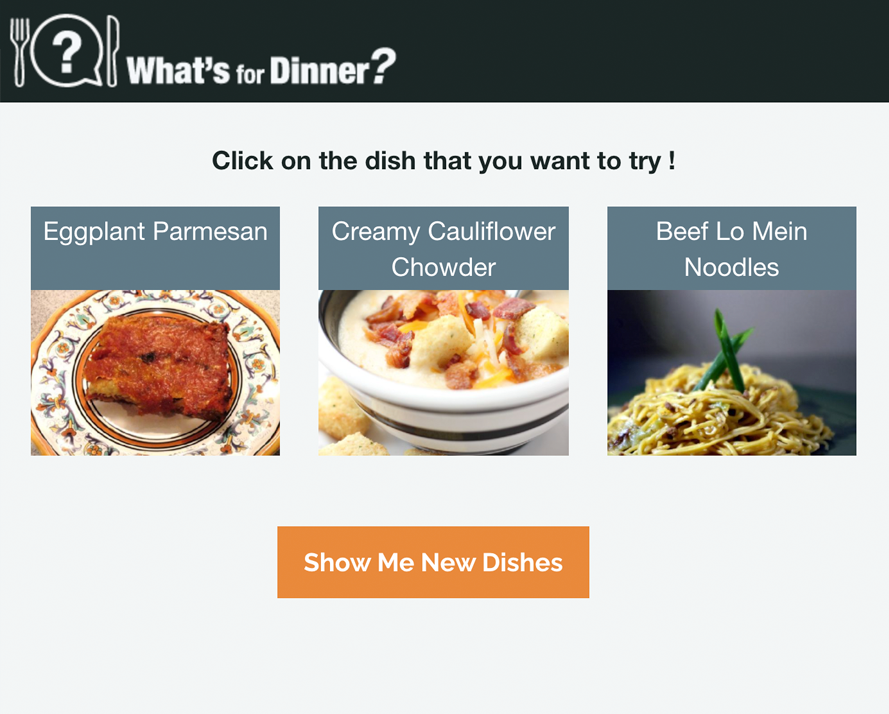 ?
What's for Dinner?
Click on the dish that you want to try !
Eggplant Parmesan
Creamy Cauliflower
Chowder
Beef Lo Mein
Noodles
Show Me New Dishes